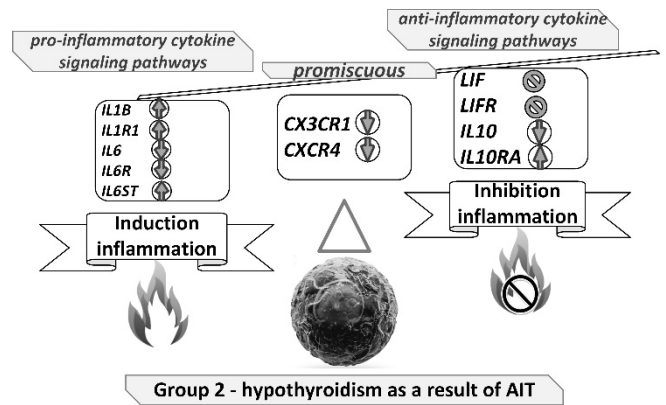 pro-inflammatory cytokine
signaling pathways
promiscuous
anti-inflammatory cytokine
signaling pathways
IL1B
IL1R1
IL6
IL6R
IL6ST
CX3CR1
CXCR4
LIF
LIFR
IL10
IL10RA
Induction
inflammation
Inhibition
inflammation
Group 2 - hypothyroidism as a result of AIT